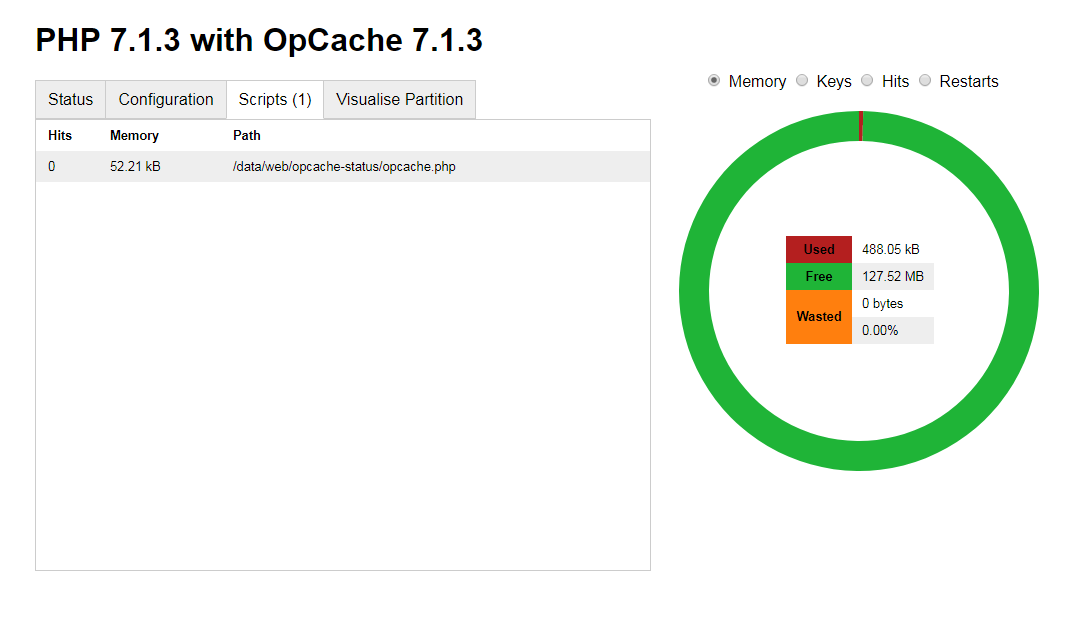 PHP 7.1.3 with OpCache 7.1.3
Status Configuration Scripts (1) Visualise Partition
Hits Memory Path
0 52.21 kB /data/web/opcache-status/opcache.php
Memory Keys Hits Restarts
Used 488.05 kB
Free 127.52 MB
Wasted 0 bytes
0.00%